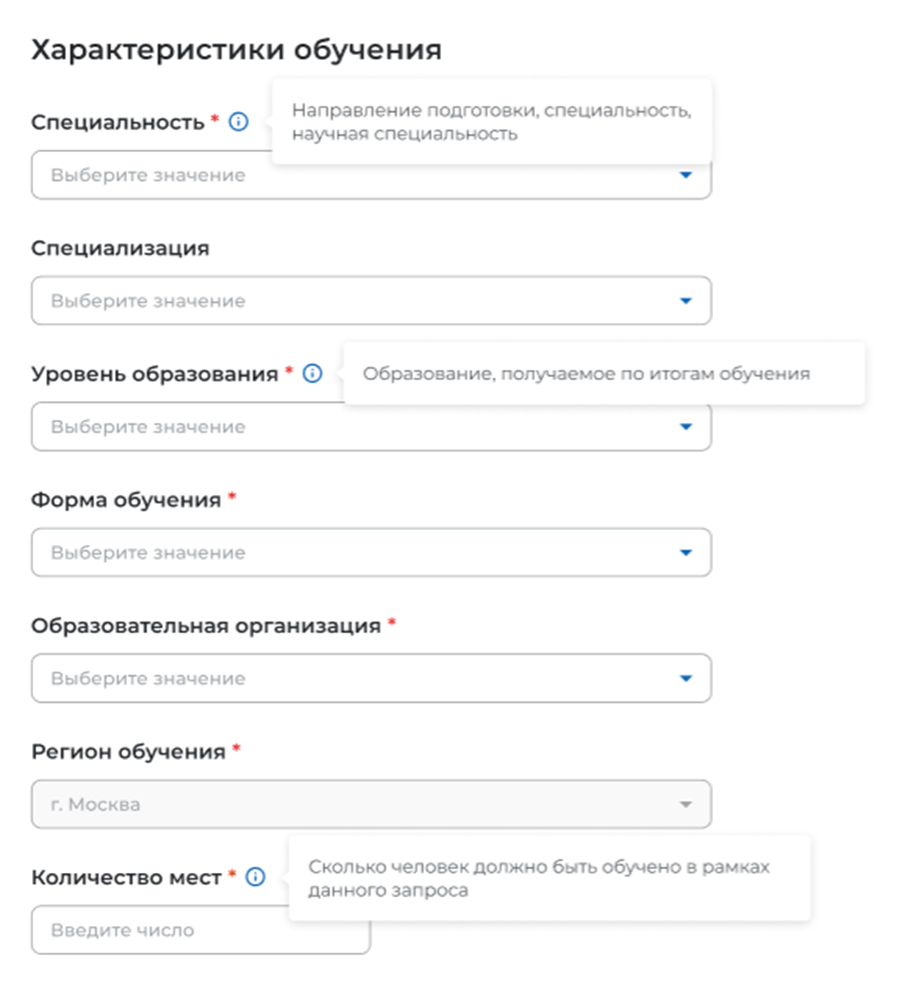 Характеристики обучения
Специальность *
Направление подготовки, специальность,
научная специальность
Выберите значение
Специализация
Выберите значение
Уровень образования *
Образование, получаемое по итогам обучения
Выберите значение
Форма обучения *
Выберите значение
Образовательная организация *
Выберите значение
Регион обучения *
г. Москва
Количество мест *
Сколько человек должно быть обучено в рамках
данного запроса
Введите число